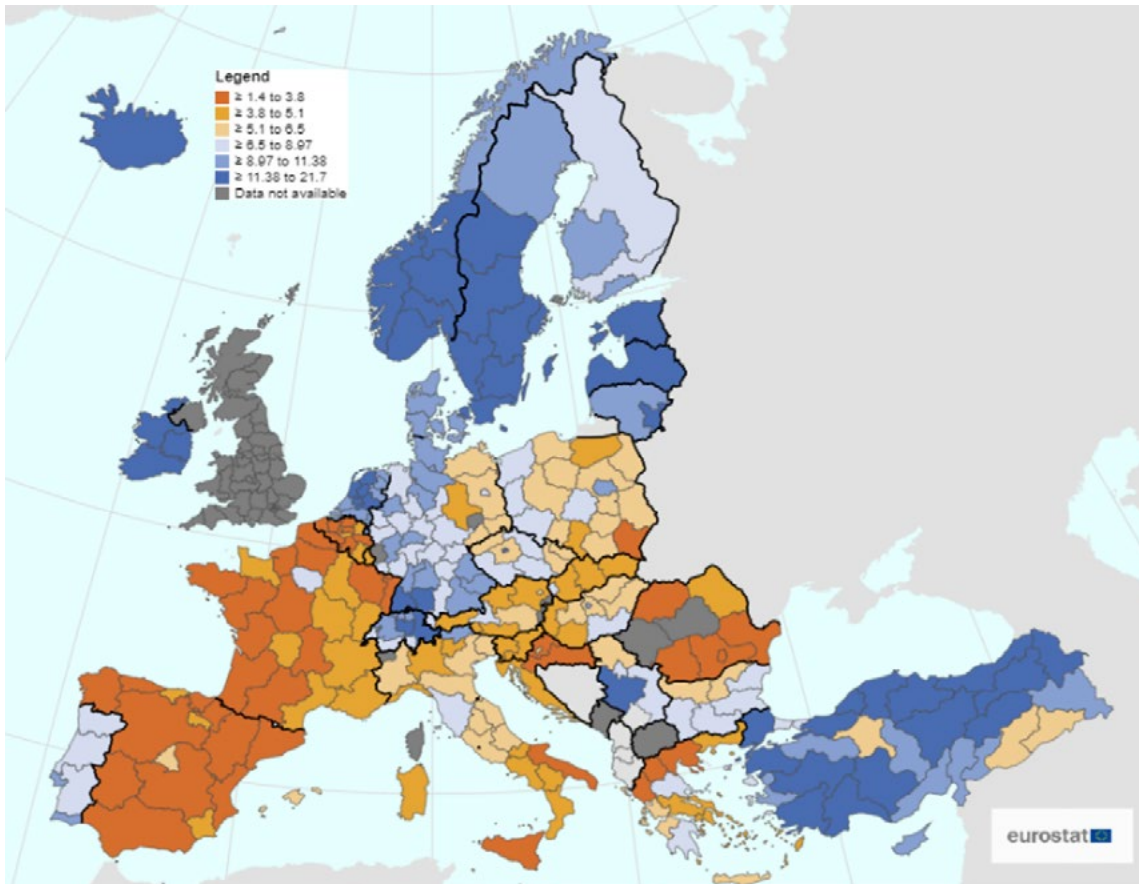 Legend
≥ 1.4 to 3.8
≥ 3.8 to 5.1
≥ 5.1 to 6.5
≥ 6.5 to 8.97
≥ 8.97 to 11.38
≥ 11.38 to 21.7
Data not available
eurostat